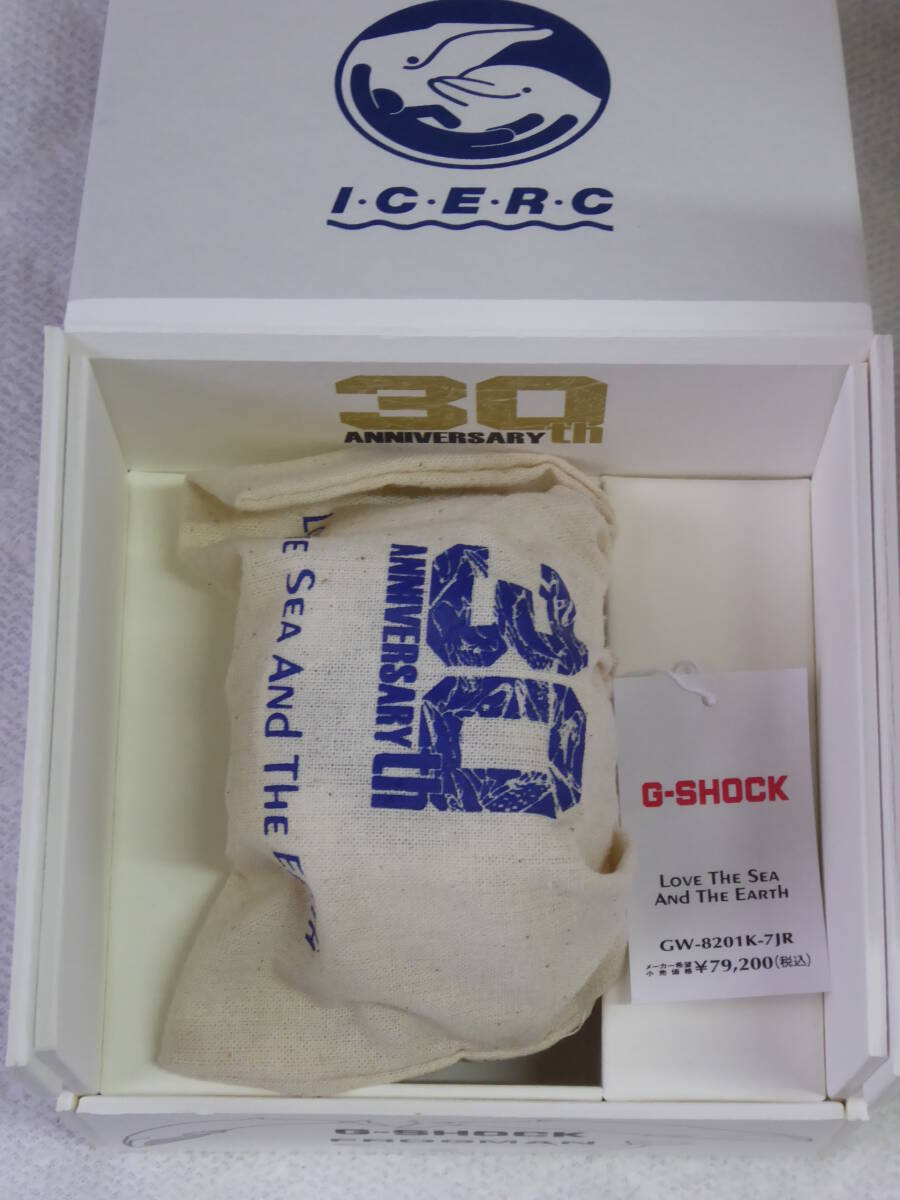 I·C·E·R·C
30th
ANNIVERSARY
30th
ANNIVERSARY
LOVE SEA AND THE EARTH
G-SHOCK
LOVE THE SEA
AND THE EARTH
GW-8201K-7JR
メーカー希望
小売価格 ¥79,200(税込)
G-SHOCK
FROGMAN